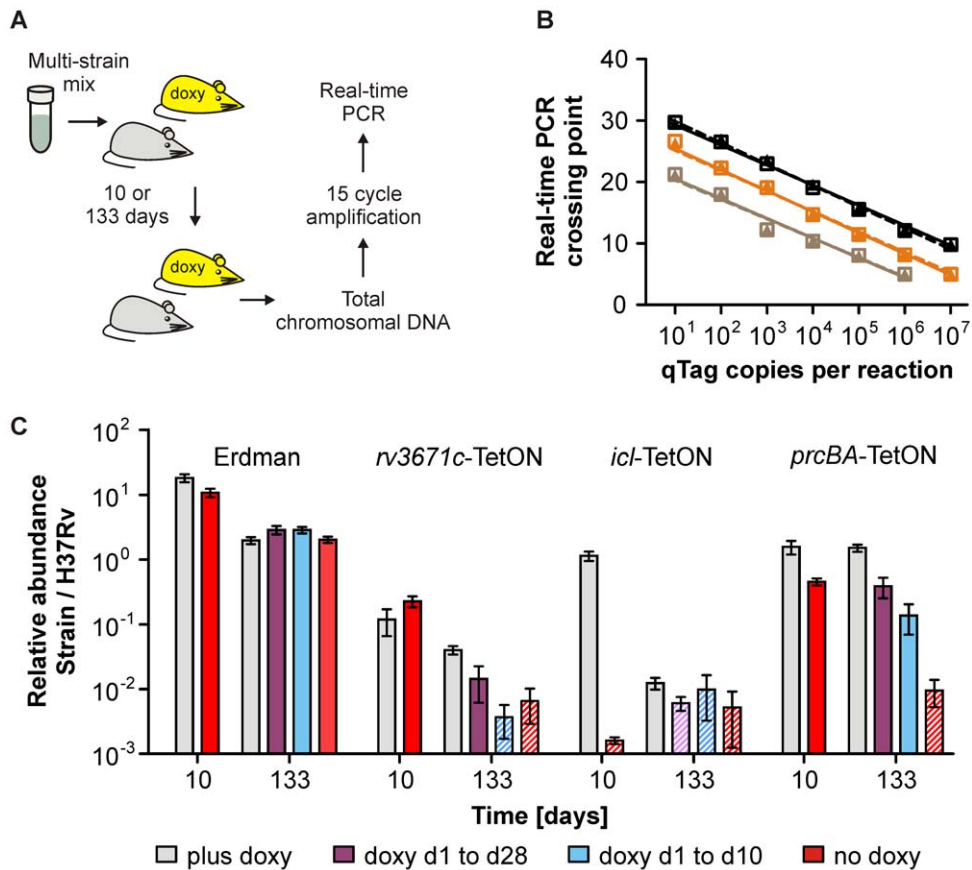 A
Multi-strain
mix
doxy
10 or
133 days
doxy
Total
chromosomal DNA
15 cycle
amplification
Real-time
PCR
B
Real-time PCR
crossing point
40
30
20
10
0
10¹ 10² 10³ 10⁴ 10⁵ 10⁶ 10⁷
qTag copies per reaction
C
Relative abundance
Strain / H37Rv
10²
10¹
10⁰
10⁻¹
10⁻²
10⁻³
Erdman rv3671c-TetON icl-TetON prcBA-TetON
10 133 10 133 10 133 10 133
Time [days]
plus doxy doxy d1 to d28 doxy d1 to d10 no doxy